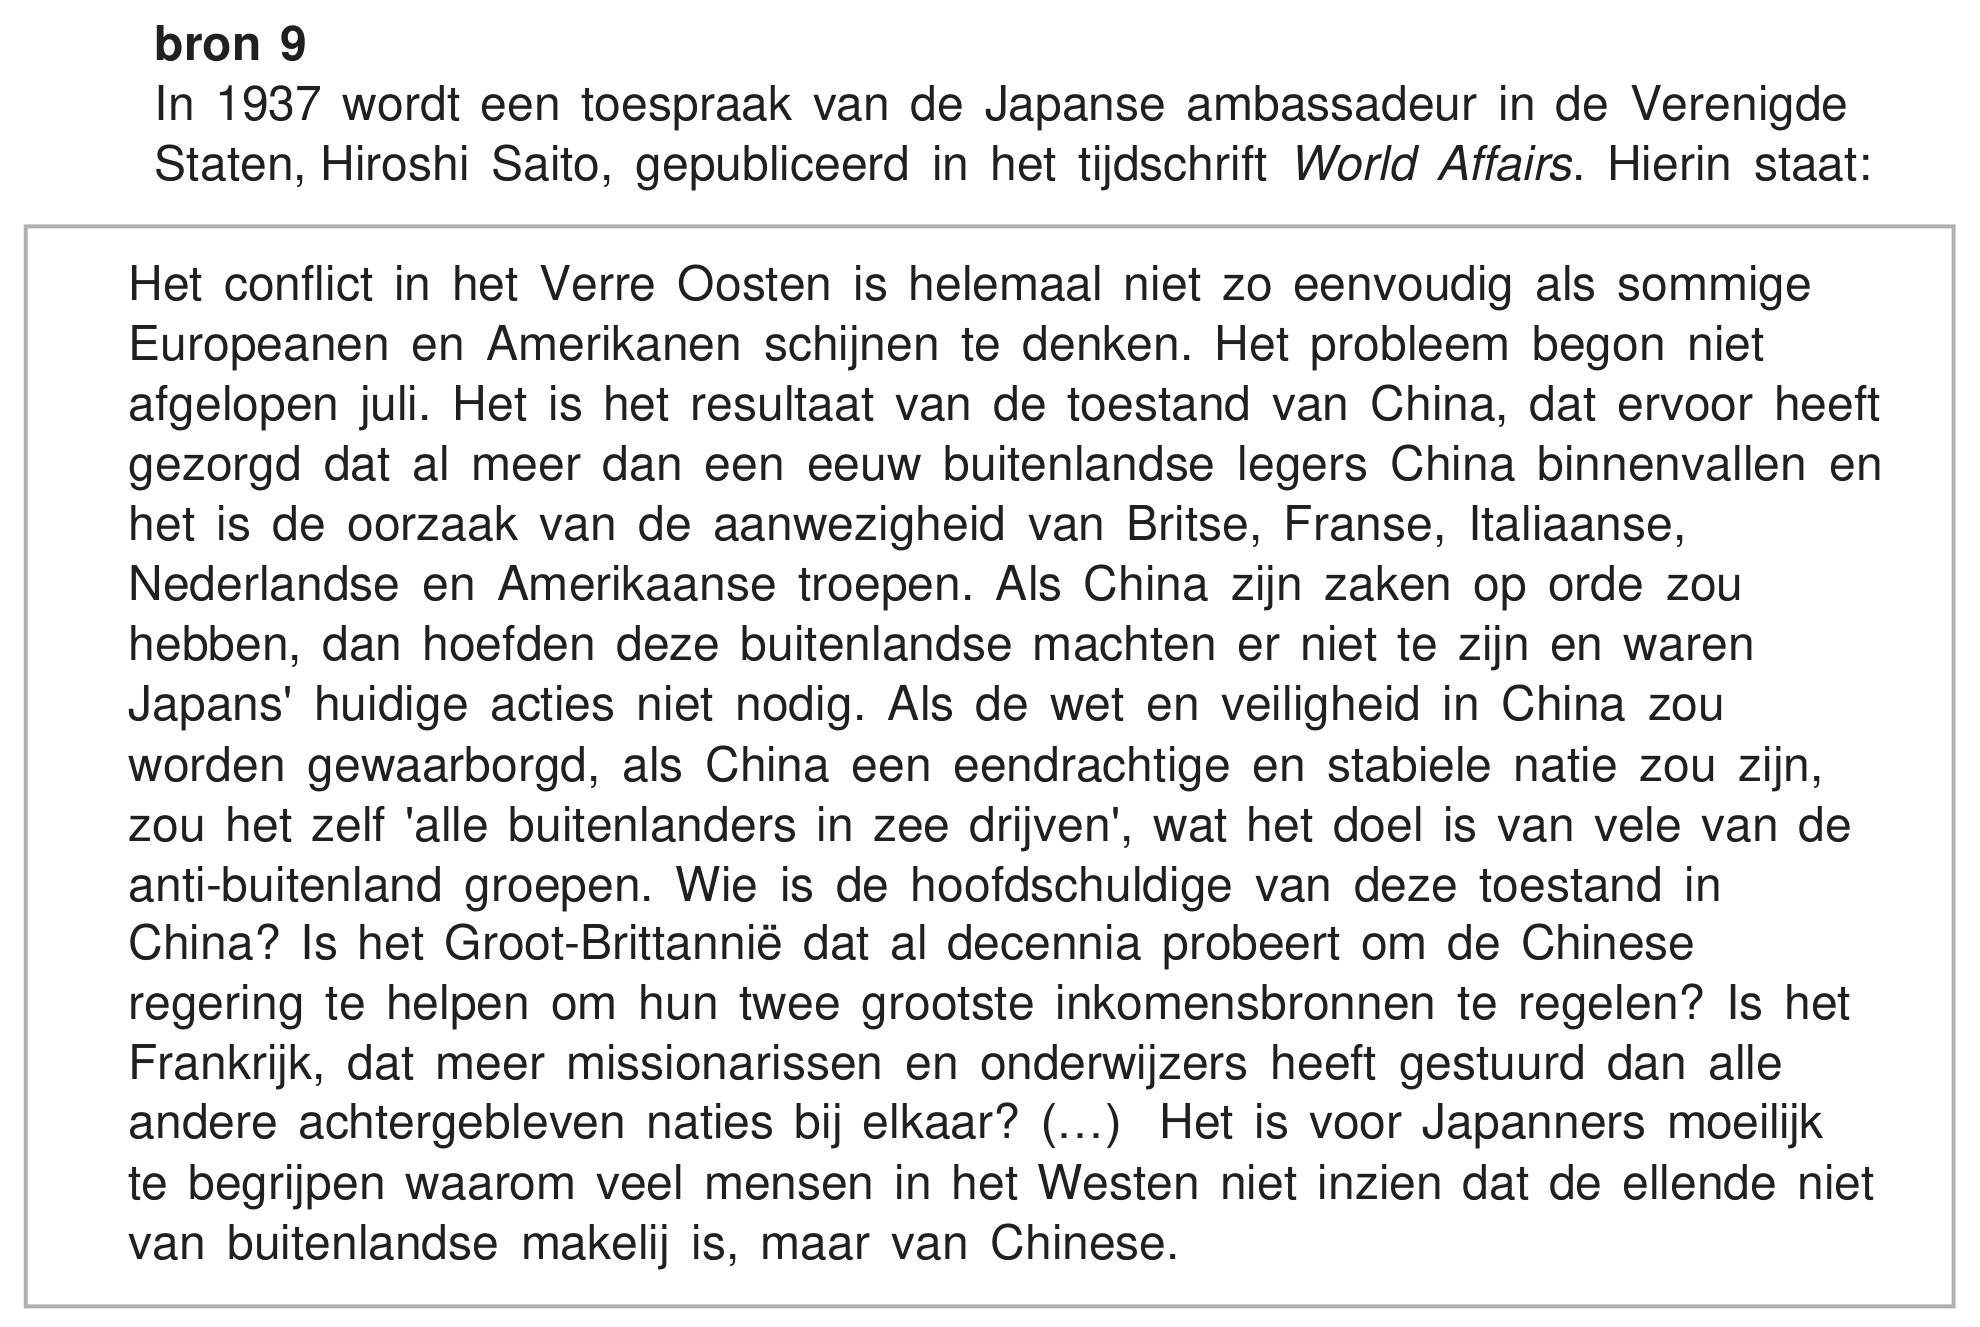 bron 9
In 1937 wordt een toespraak van de Japanse ambassadeur in de Verenigde
Staten, Hiroshi Saito, gepubliceerd in het tijdschrift World Affairs. Hierin staat:
Het conflict in het Verre Oosten is helemaal niet zo eenvoudig als sommige
Europeanen en Amerikanen schijnen te denken. Het probleem begon niet
afgelopen juli. Het is het resultaat van de toestand van China, dat ervoor heeft
gezorgd dat al meer dan een eeuw buitenlandse legers China binnenvallen en
het is de oorzaak van de aanwezigheid van Britse, Franse, Italiaanse,
Nederlandse en Amerikaanse troepen. Als China zijn zaken op orde zou
hebben, dan hoefden deze buitenlandse machten er niet te zijn en waren
Japans' huidige acties niet nodig. Als de wet en veiligheid in China zou
worden gewaarborgd, als China een eendrachtige en stabiele natie zou zijn,
zou het zelf 'alle buitenlanders in zee drijven', wat het doel is van vele van de
anti-buitenland groepen. Wie is de hoofdschuldige van deze toestand in
China? Is het Groot-Brittannië dat al decennia probeert om de Chinese
regering te helpen om hun twee grootste inkomensbronnen te regelen? Is het
Frankrijk, dat meer missionarissen en onderwijzers heeft gestuurd dan alle
andere achtergebleven naties bij elkaar? (…) Het is voor Japanners moeilijk
te begrijpen waarom veel mensen in het Westen niet inzien dat de ellende niet
van buitenlandse makelij is, maar van Chinese.